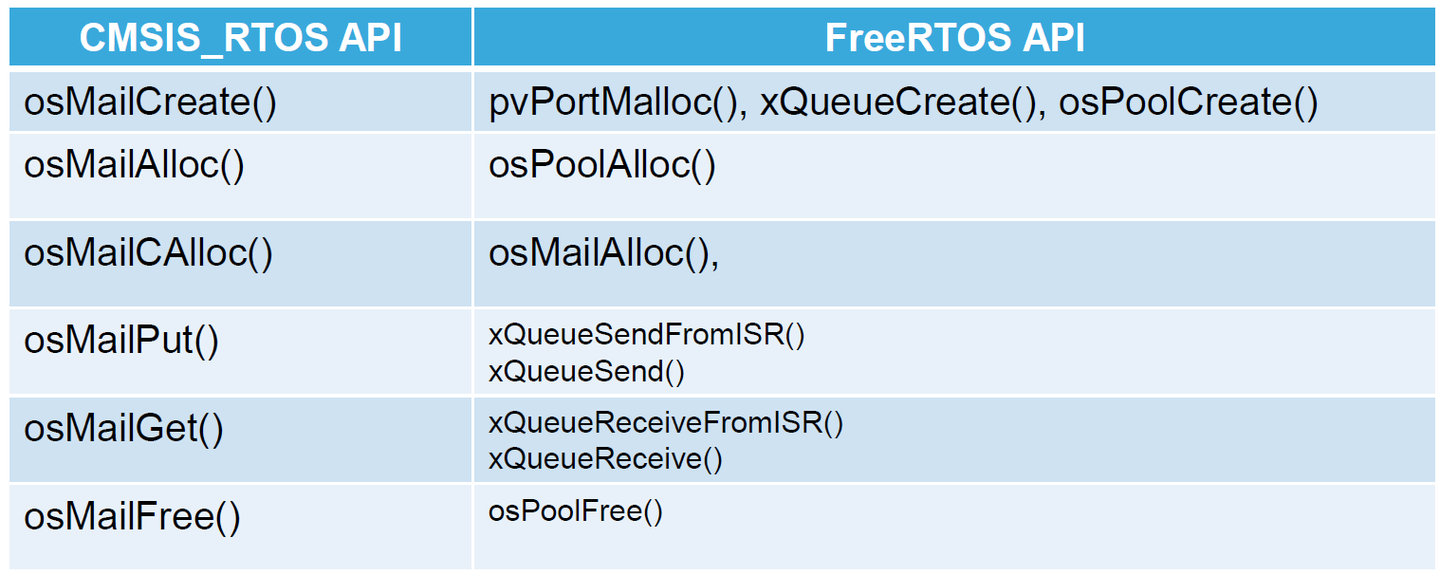 CMSIS_RTOS API FreeRTOS API
osMailCreate() pvPortMalloc(), xQueueCreate(), osPoolCreate()
osMailAlloc() osPoolAlloc()
osMailCAlloc() osMailAlloc(),
osMailPut() xQueueSendFromISR()
xQueueSend()
osMailGet() xQueueReceiveFromISR()
xQueueReceive()
osMailFree() osPoolFree()